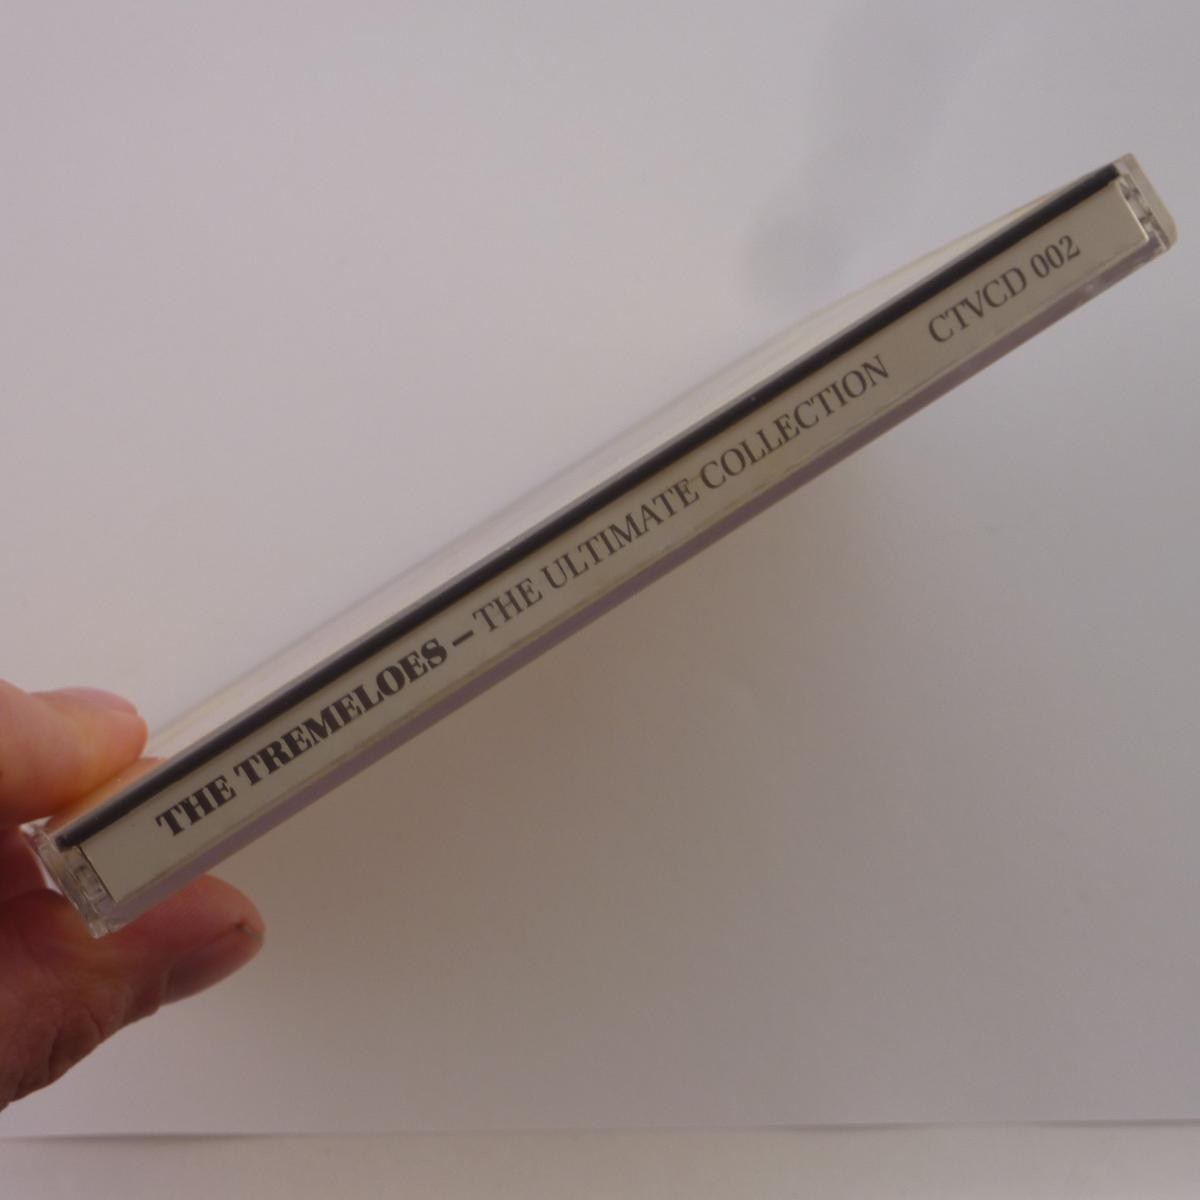 THE TREMELOES – THE ULTIMATE COLLECTION CTVCD 002